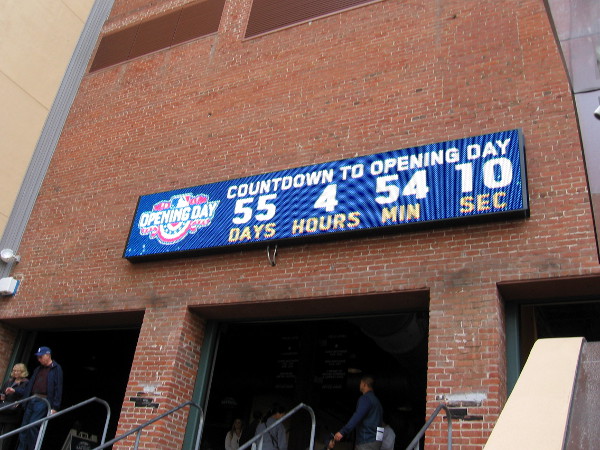 COUNTDOWN TO OPENING DAY
OPENING DAY
55 4 54 10
DAYS HOURS MIN SEC